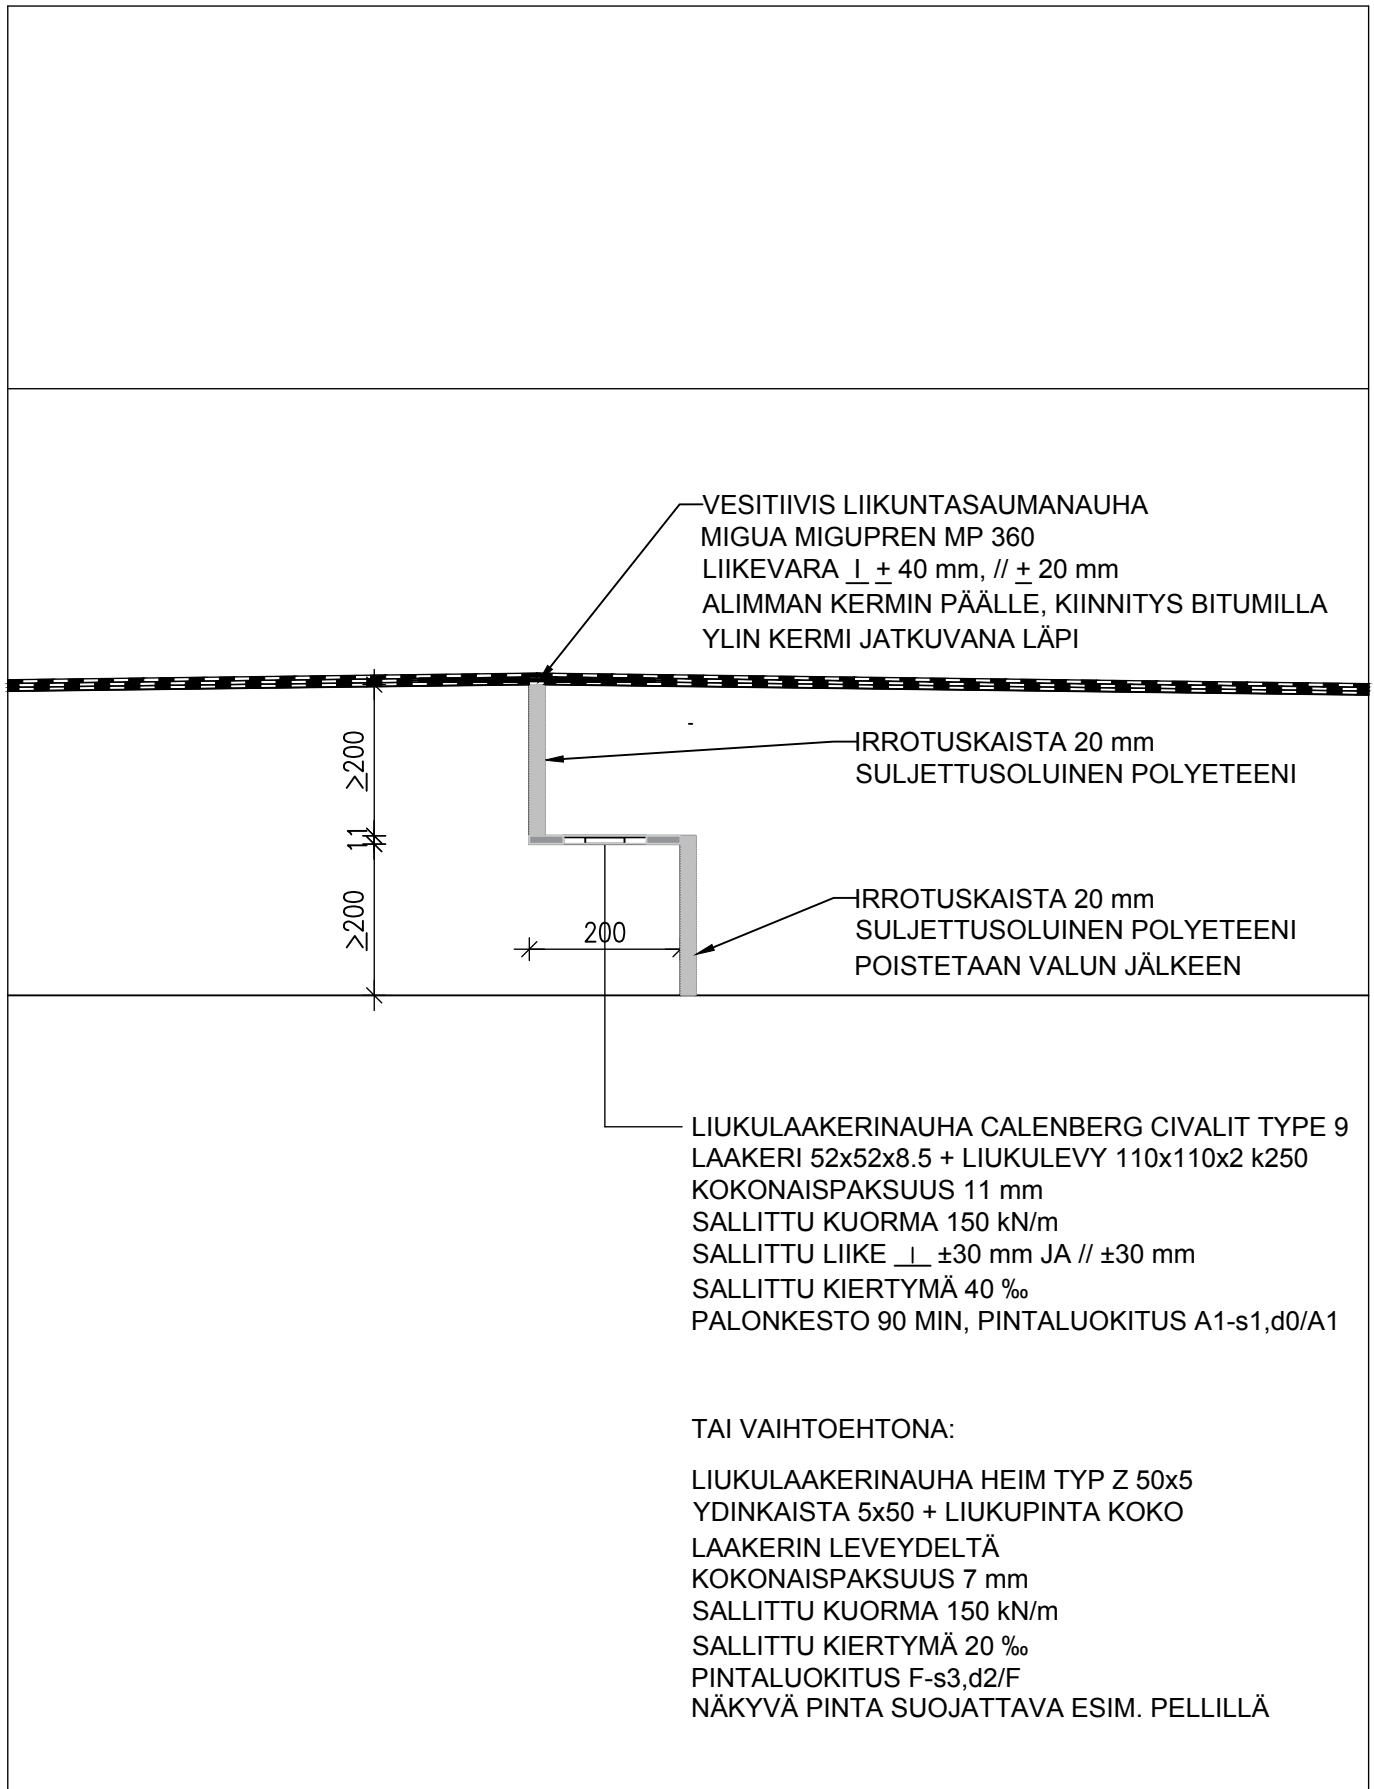 VESITIIVIS LIIKUNTASAUMANAUHA
MIGUA MIGUPREN MP 360
LIIKEVARA ⊥ ± 40 mm, // ± 20 mm
ALIMMAN KERMIN PÄÄLLE, KIINNITYS BITUMILLA
YLIN KERMI JATKUVANA LÄPI
IRROTUSKAISTA 20 mm
SULJETTUSOLUINEN POLYETEENI
≥200
11
≥200
200
IRROTUSKAISTA 20 mm
SULJETTUSOLUINEN POLYETEENI
POISTETAAN VALUN JÄLKEEN
LIUKULAAKERINAUHA CALENBERG CIVALIT TYPE 9
LAAKERI 52x52x8.5 + LIUKULEVY 110x110x2 k250
KOKONAISPAKSUUS 11 mm
SALLITTU KUORMA 150 kN/m
SALLITTU LIIKE ⊥ ±30 mm JA // ±30 mm
SALLITTU KIERTYMÄ 40 ‰
PALONKESTO 90 MIN, PINTALUOKITUS A1-s1,d0/A1
TAI VAIHTOEHTONA:
LIUKULAAKERINAUHA HEIM TYP Z 50x5
YDINKAISTA 5x50 + LIUKUPINTA KOKO
LAAKERIN LEVEYDELTÄ
KOKONAISPAKSUUS 7 mm
SALLITTU KUORMA 150 kN/m
SALLITTU KIERTYMÄ 20 ‰
PINTALUOKITUS F-s3,d2/F
NÄKYVÄ PINTA SUOJATTAVA ESIM. PELLILLÄ